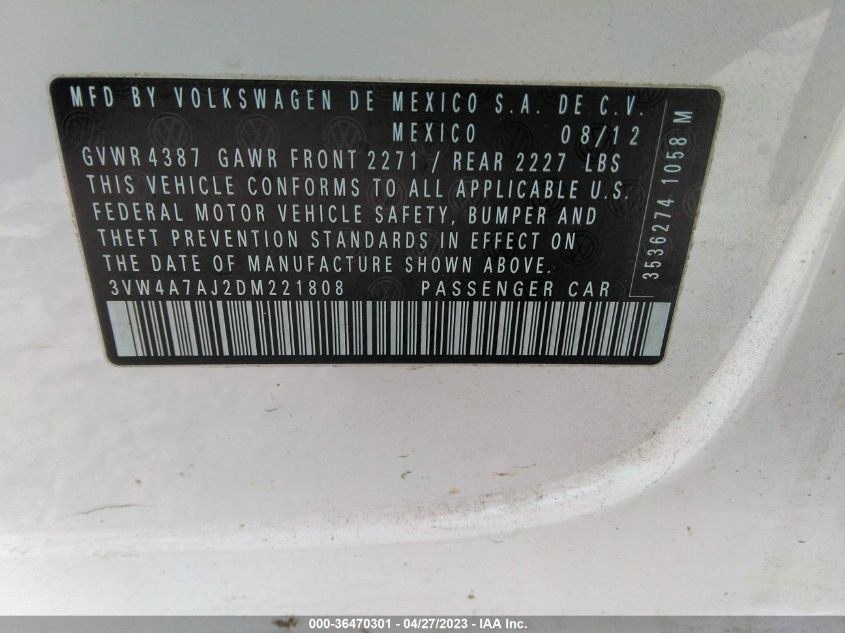 MFD BY VOLKSWAGEN DE MEXICO S.A. DE C.V.
MEXICO 08/12
GVWR 4387 GAWR FRONT 2271 / REAR 2227 LBS
THIS VEHICLE CONFORMS TO ALL APPLICABLE U.S.
FEDERAL MOTOR VEHICLE SAFETY, BUMPER AND
THEFT PREVENTION STANDARDS IN EFFECT ON
THE DATE OF MANUFACTURE SHOWN ABOVE.
3VW4A7AJ2DM221808 PASSENGER CAR
3536274 1058 M
000-36470301 - 04/27/2023 - IAA Inc.